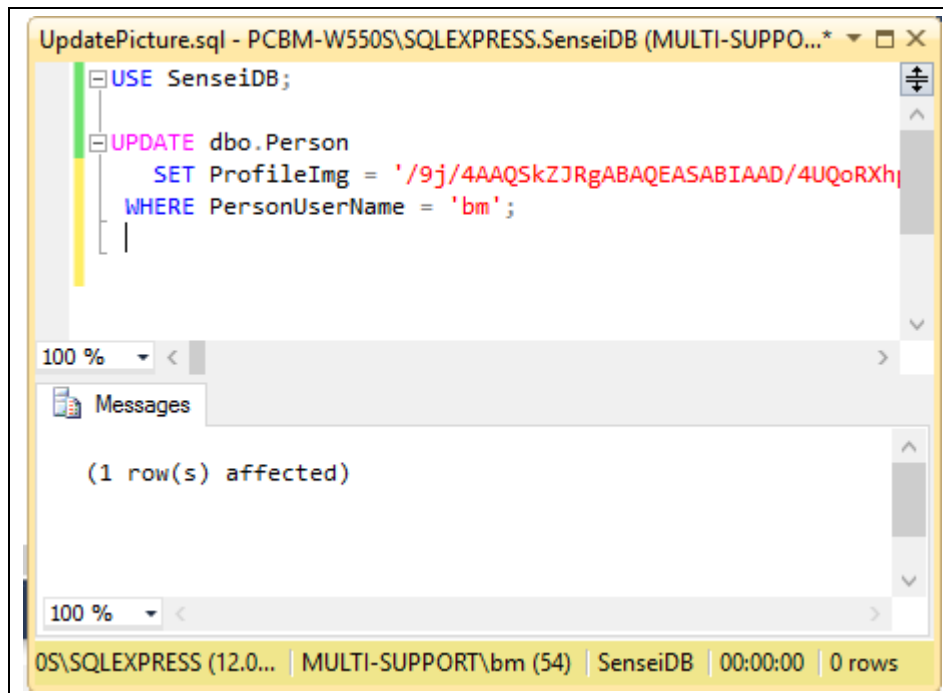 UpdatePicture.sql - PCBM-W550S\SQLEXPRESS.SenseiDB (MULTI-SUPPO...*
USE SenseiDB;
UPDATE dbo.Person
SET ProfileImg = '/9j/4AAQSkZJRgABAQEASABIAAD/4UQoRXhp
WHERE PersonUserName = 'bm';
100 %
Messages
(1 row(s) affected)
100 %
0S\SQLEXPRESS (12.0... MULTI-SUPPORT\bm (54) SenseiDB 00:00:00 0 rows